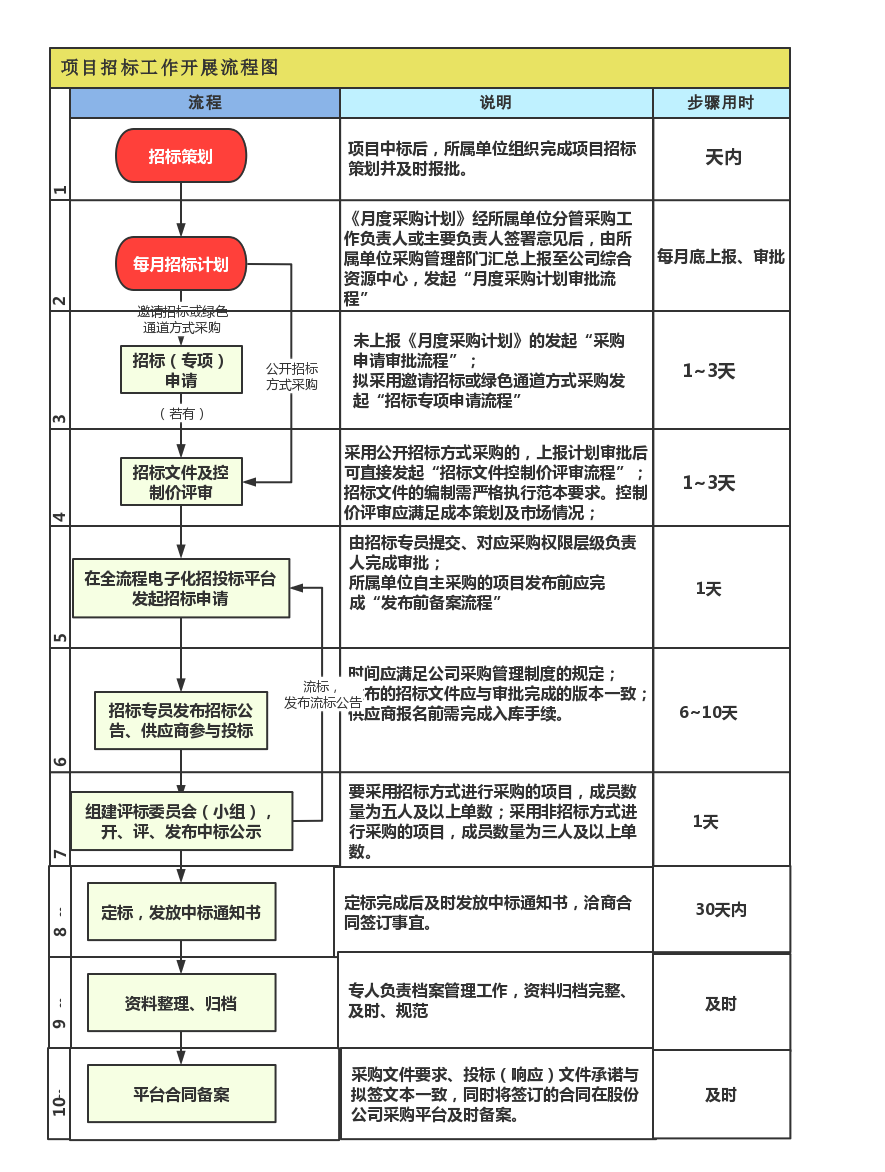 项目招标工作开展流程图
流程
说明
步骤用时
1
招标策划
项目中标后，所属单位组织完成项目招标
策划并及时报批。
天内
2
每月招标计划
《月度采购计划》经所属单位分管采购工
作负责人或主要负责人签署意见后，由所
属单位采购管理部门汇总上报至公司综合
资源中心，发起“月度采购计划审批流
程”
每月底上报、审批
邀请招标或绿色
通道方式采购
公开招标
方式采购
3
招标（专项）
申请
（若有）
未上报《月度采购计划》的发起“采购
申请审批流程”；
拟采用邀请招标或绿色通道方式采购发
起“招标专项申请流程”
1~3天
4
招标文件及控
制价评审
采用公开招标方式采购的，上报计划审批后
可直接发起“招标文件控制价评审流程”；
招标文件的编制需严格执行范本要求。控制
价评审应满足成本策划及市场情况；
1~3天
5
在全流程电子化招投标平台
发起招标申请
由招标专员提交、对应采购权限层级负责
人完成审批；
所属单位自主采购的项目发布前应完
成“发布前备案流程”
1天
流标，
发布流标公告
6
招标专员发布招标公
告、供应商参与投标
时间应满足公司采购管理制度的规定；
布的招标文件应与审批完成的版本一致；
供应商报名前需完成入库手续。
6~10天
7
组建评标委员会（小组），
开、评、发布中标公示
要采用招标方式进行采购的项目，成员数
量为五人及以上单数；采用非招标方式进
行采购的项目，成员数量为三人及以上单
数。
1天
8 --
定标，发放中标通知书
定标完成后及时发放中标通知书，洽商合
同签订事宜。
30天内
9 --
资料整理、归档
专人负责档案管理工作，资料归档完整、
及时、规范
及时
10--
平台合同备案
采购文件要求、投标（响应）文件承诺与
拟签文本一致，同时将签订的合同在股份
公司采购平台及时备案。
及时